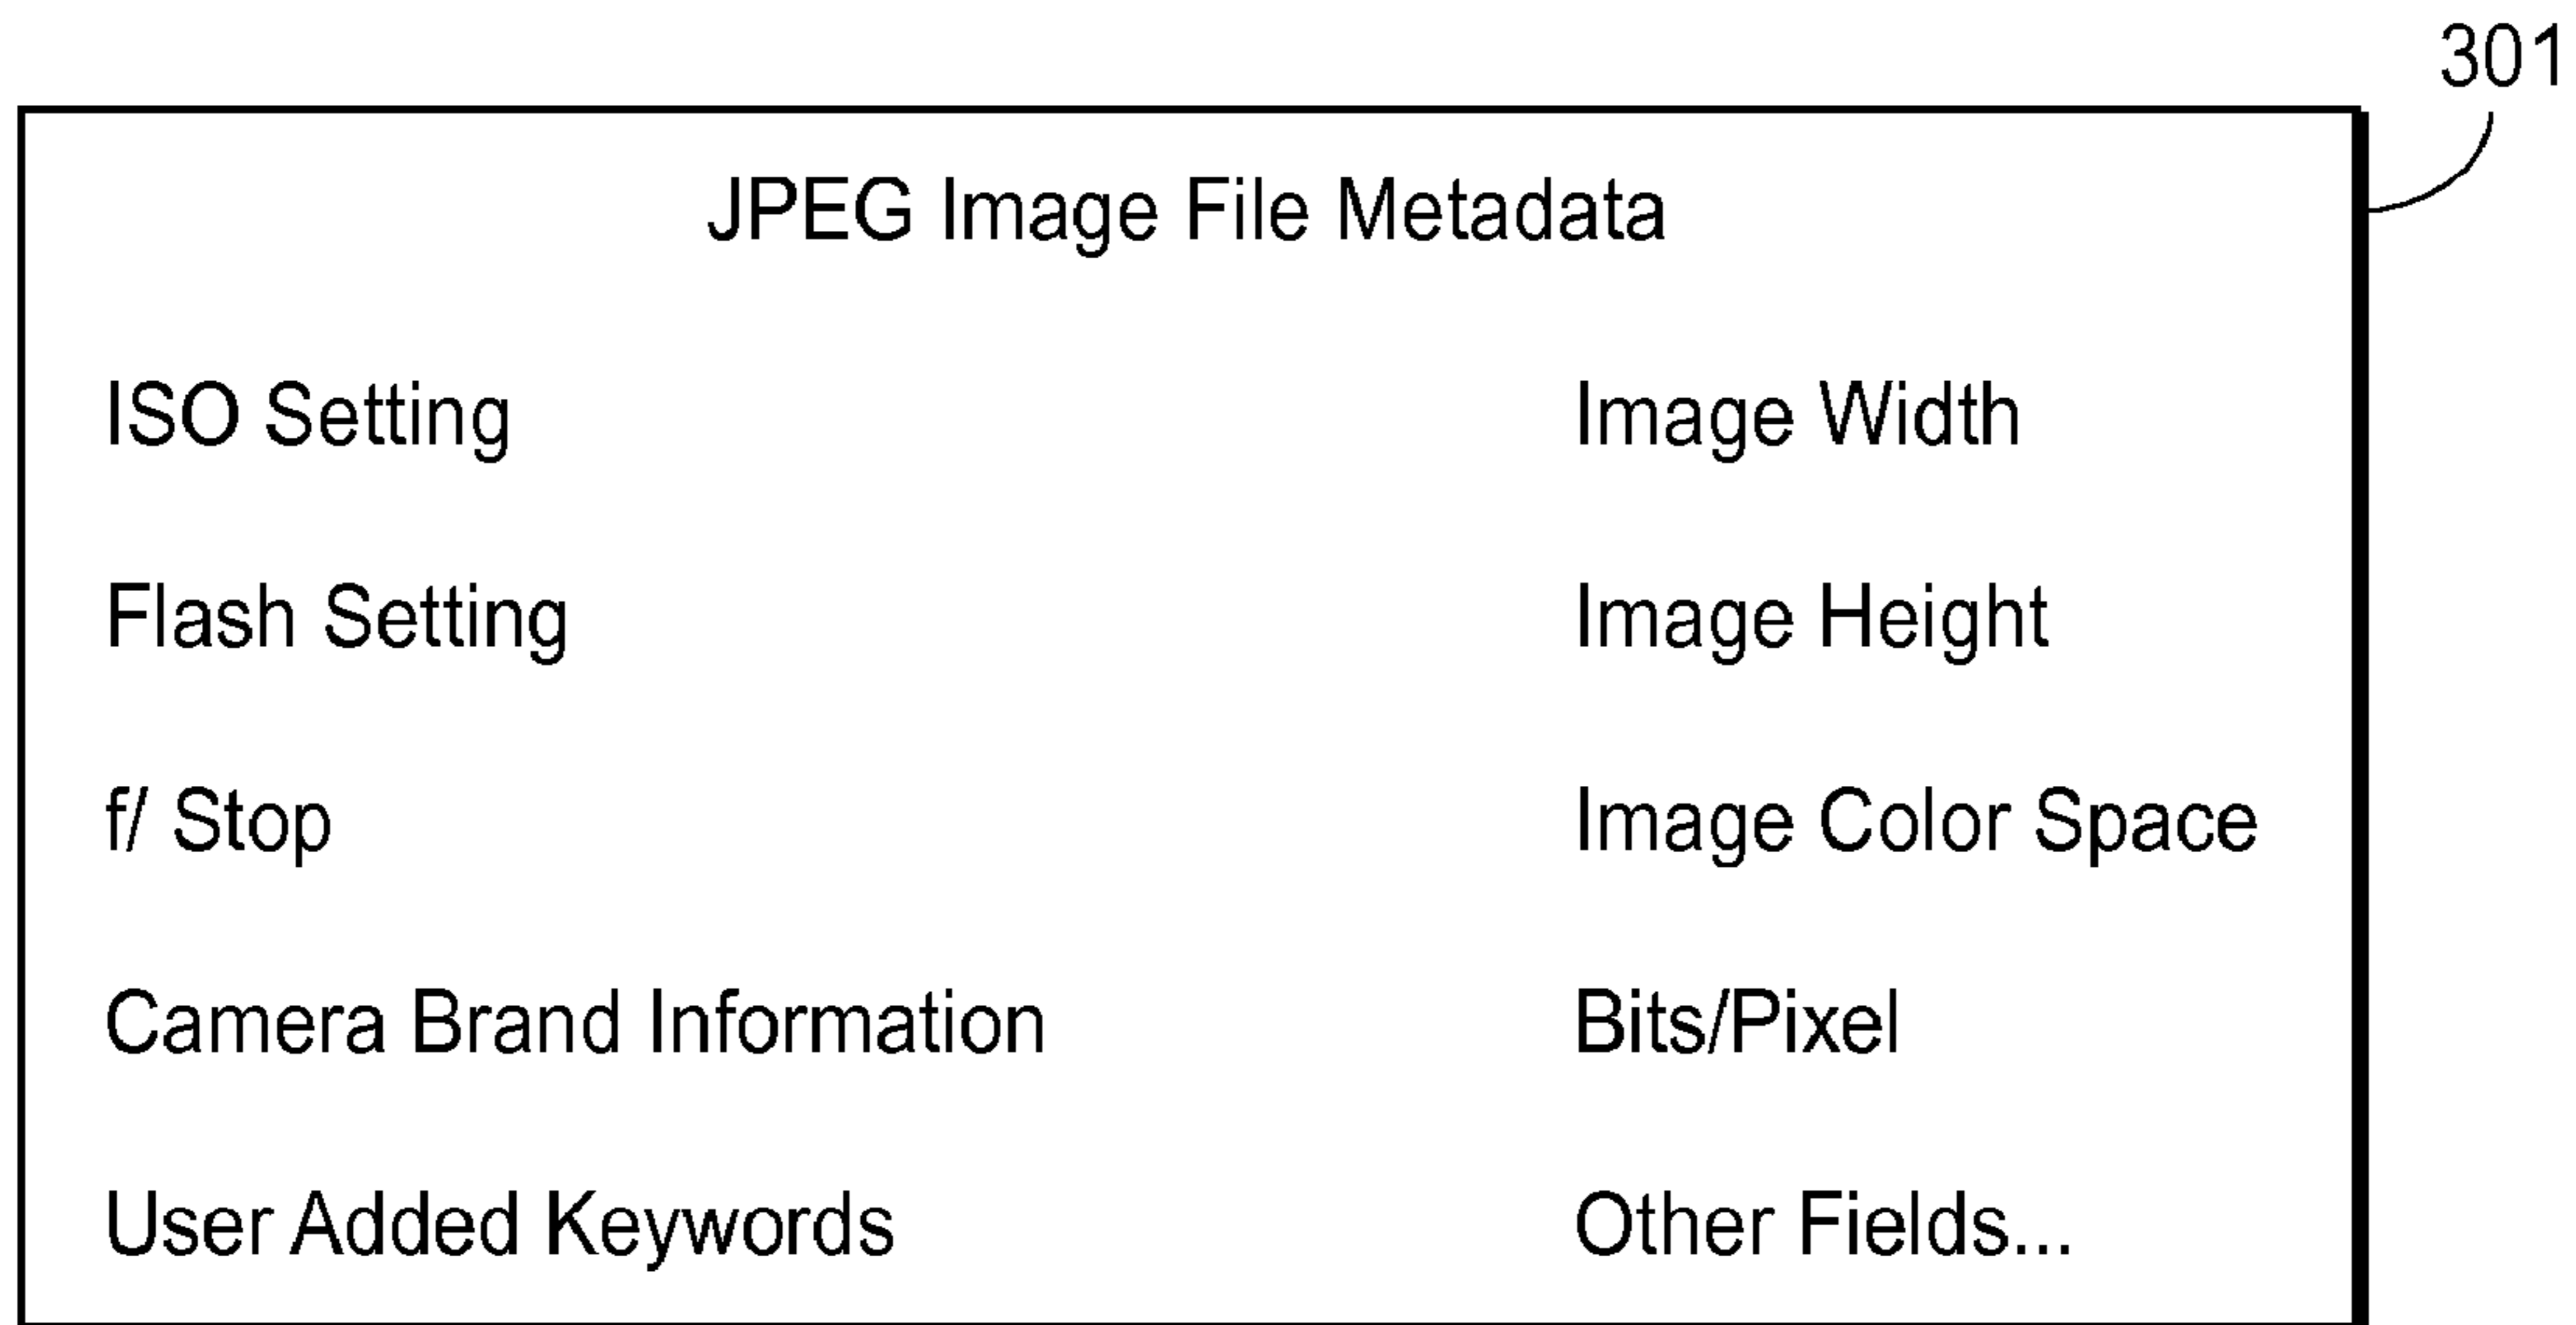 301
JPEG Image File Metadata
ISO Setting
Image Width
Flash Setting
Image Height
f/ Stop
Image Color Space
Camera Brand Information
Bits/Pixel
User Added Keywords
Other Fields...